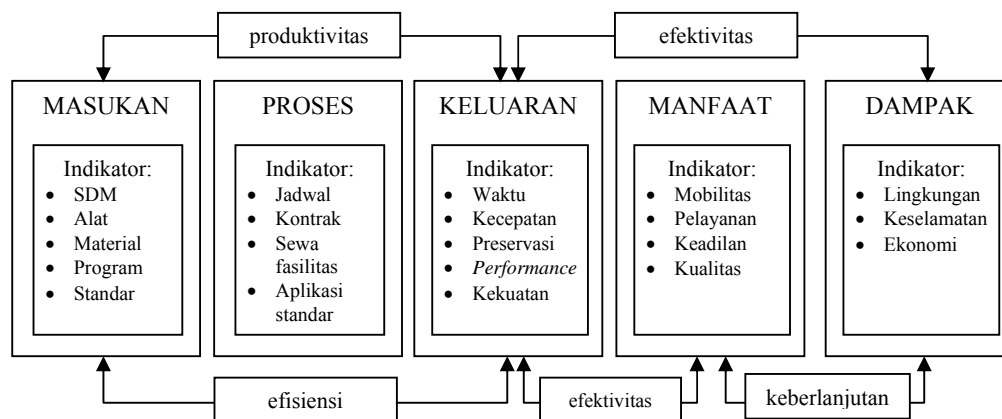 produktivitas
efektivitas
MASUKAN
Indikator:
• SDM
• Alat
• Material
• Program
• Standar
PROSES
Indikator:
• Jadwal
• Kontrak
• Sewa
fasilitas
• Aplikasi
standar
KELUARAN
Indikator:
• Waktu
• Kecepatan
• Preservasi
• Performance
• Kekuatan
MANFAAT
Indikator:
• Mobilitas
• Pelayanan
• Keadilan
• Kualitas
DAMPAK
Indikator:
• Lingkungan
• Keselamatan
• Ekonomi
efisiensi
efektivitas
keberlanjutan